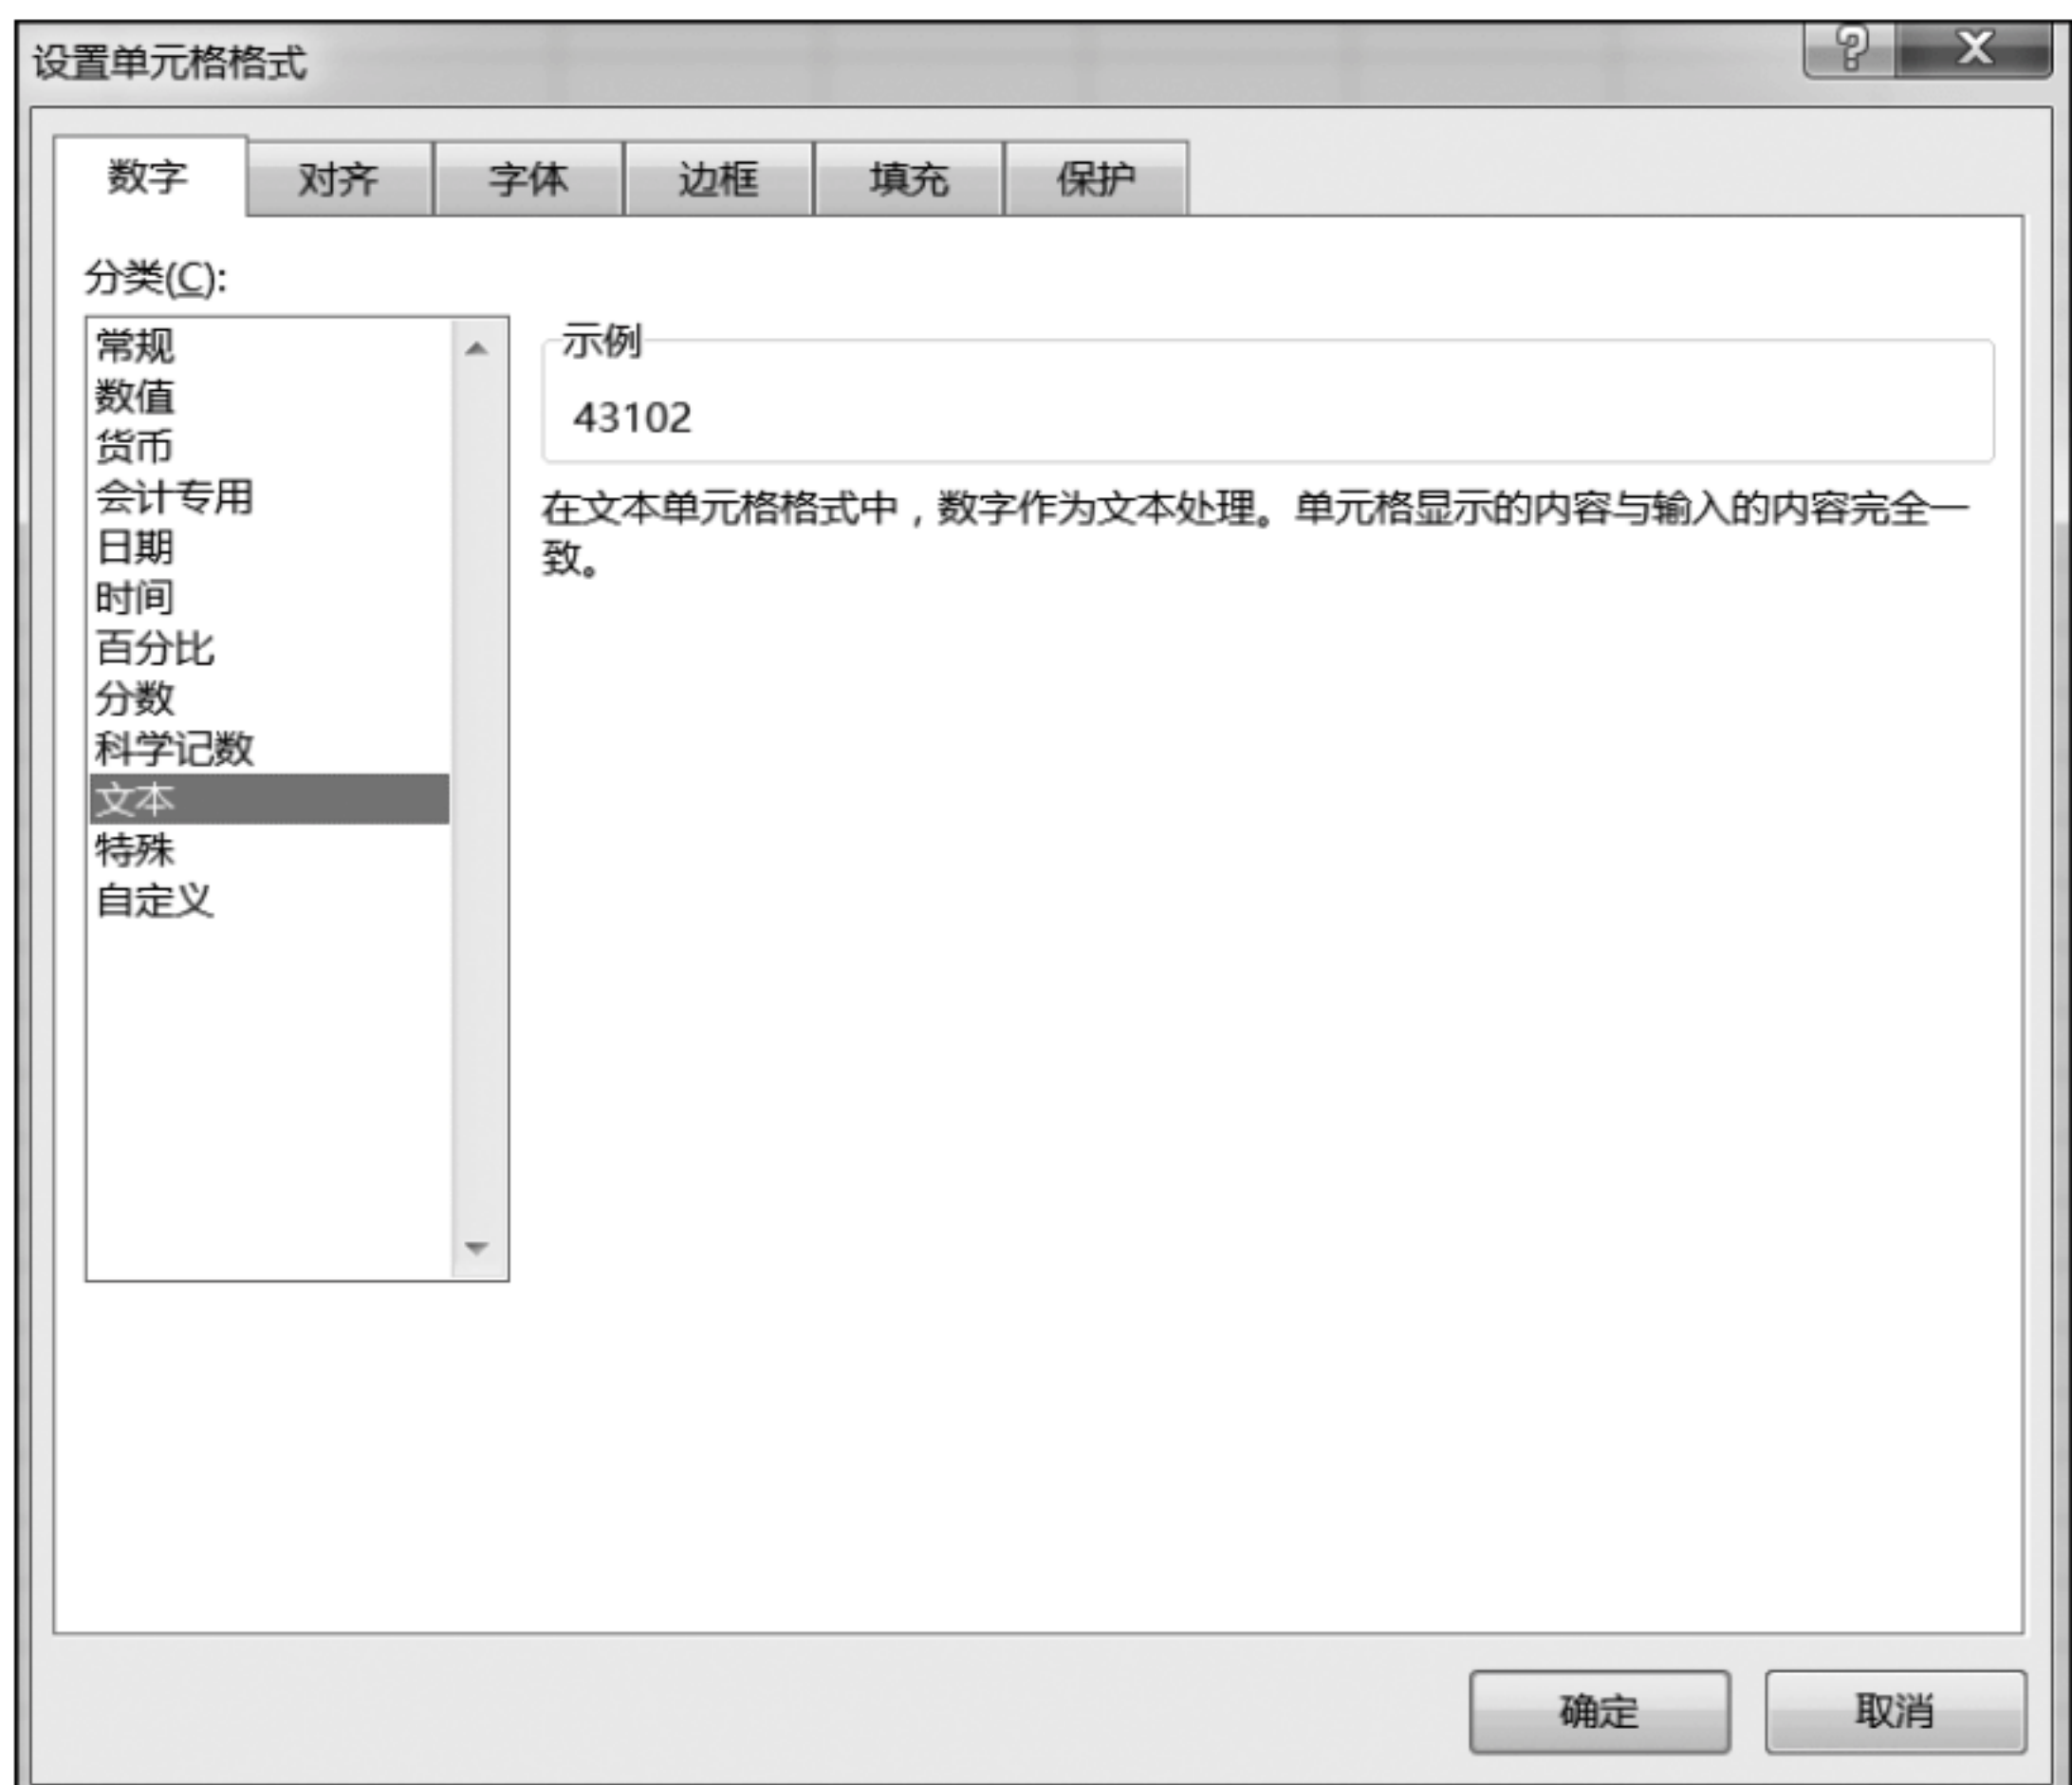 设置单元格格式
数字 对齐 字体 边框 填充 保护
分类(C):
常规
数值
货币
会计专用
日期
时间
百分比
分数
科学记数
文本
特殊
自定义
示例
43102
在文本单元格格式中，数字作为文本处理。单元格显示的内容与输入的内容完全一
致。
确定 取消